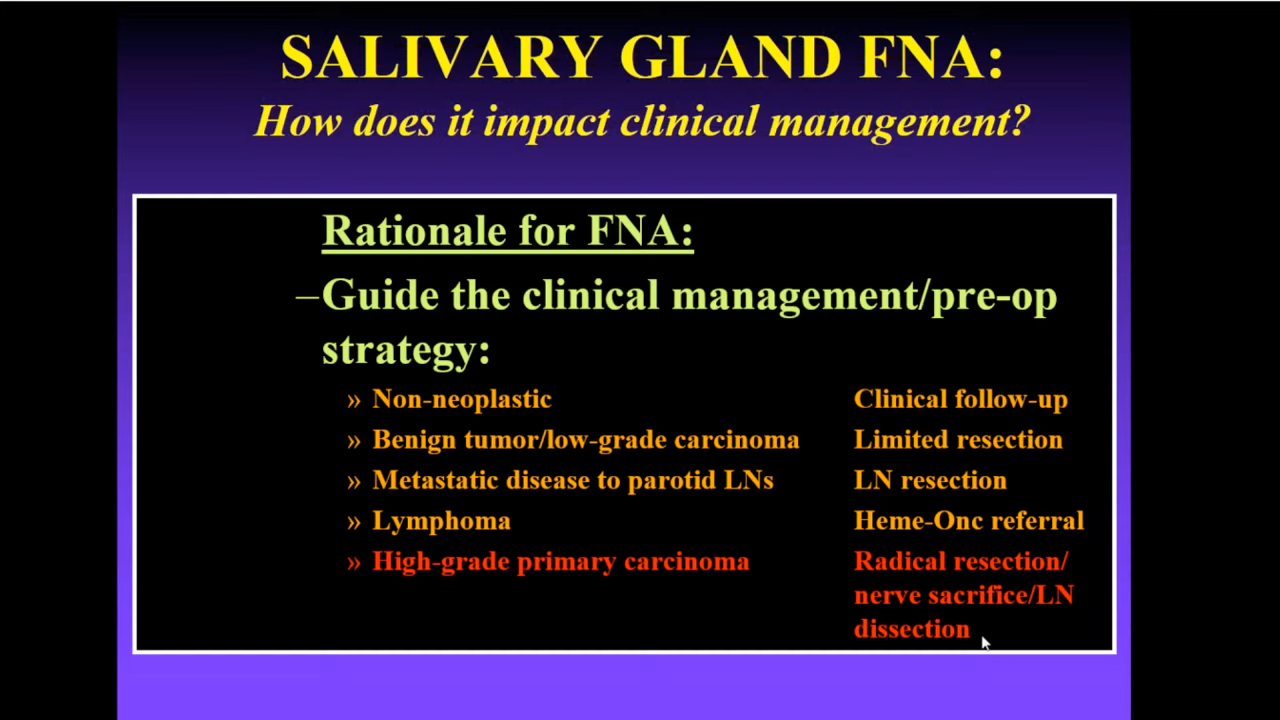 SALIVARY GLAND FNA:
How does it impact clinical management?
Rationale for FNA:
–Guide the clinical management/pre-op
strategy:
» Non-neoplastic Clinical follow-up
» Benign tumor/low-grade carcinoma Limited resection
» Metastatic disease to parotid LNs LN resection
» Lymphoma Heme-Onc referral
» High-grade primary carcinoma Radical resection/
nerve sacrifice/LN
dissection